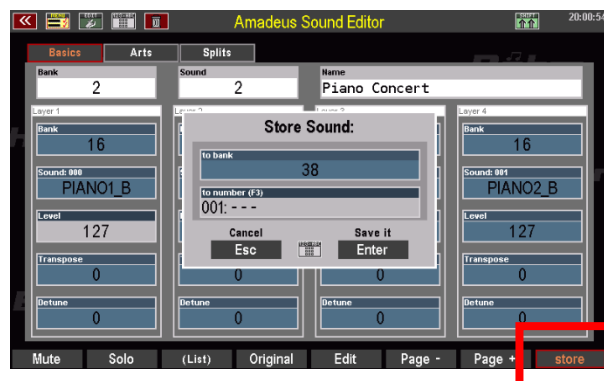 Amadeus Sound Editor
20:00:54
Basics Arts Splits
Bank Sound Name
2 2 Piano Concert
Layer 1 Layer 4
Bank Bank
16 16
Store Sound:
to bank
38
Sound: 000 Sound: 001
PIANO1_B PIANO2_B
to number (F3)
001: - - -
Level Level
127 127
Cancel Save it
Esc Enter
Transpose Transpose
0 0 0 0
Detune Detune Detune Detune
0 0 0 0
Mute Solo (List) Original Edit Page - Page + store